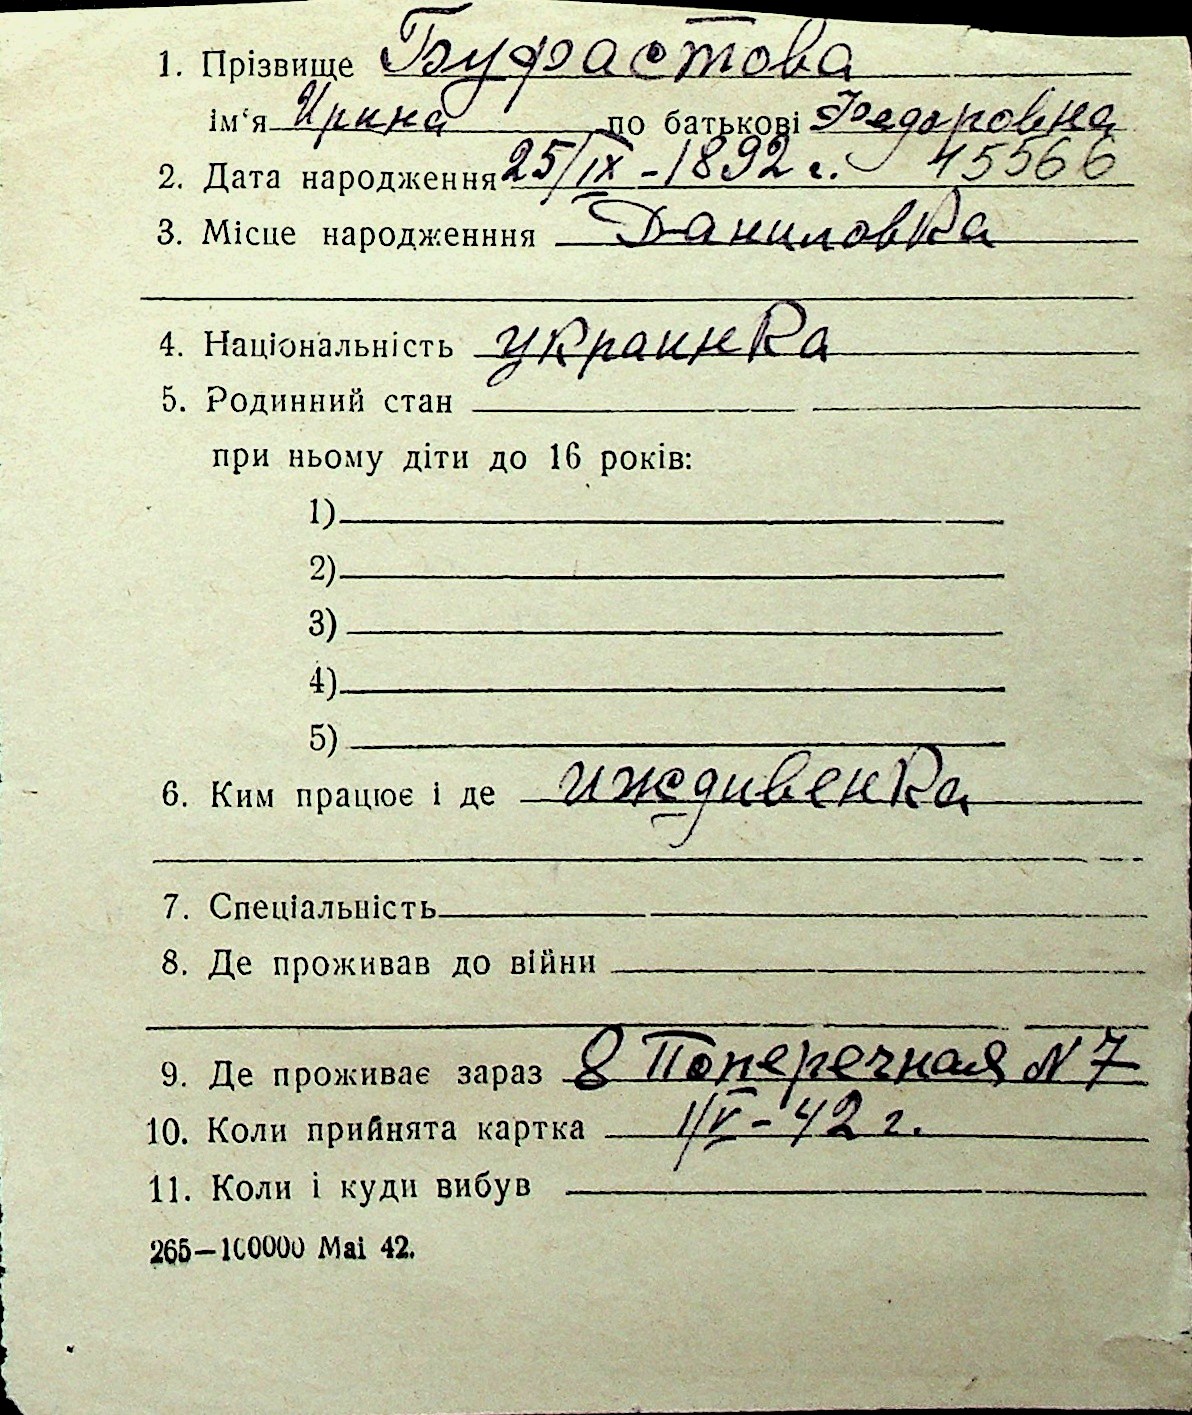 1. Прізвище Буфастова
ім‘я Ирина по батькові Федоровна
2. Дата народження 25/IX - 1892 г. 45566
3. Місце народженння Даниловка
4. Національність украинка
5. Родинний стан
при ньому діти до 16 років:
1)
2)
3)
4)
5)
6. Ким працює і де иждивенка
7. Спеціальність
8. Де проживав до війни
9. Де проживає зараз 8 Поперечная N 7
10. Коли прийнята картка 1/V - 42 г.
11. Коли і куди вибув
265—100000 Mai 42.